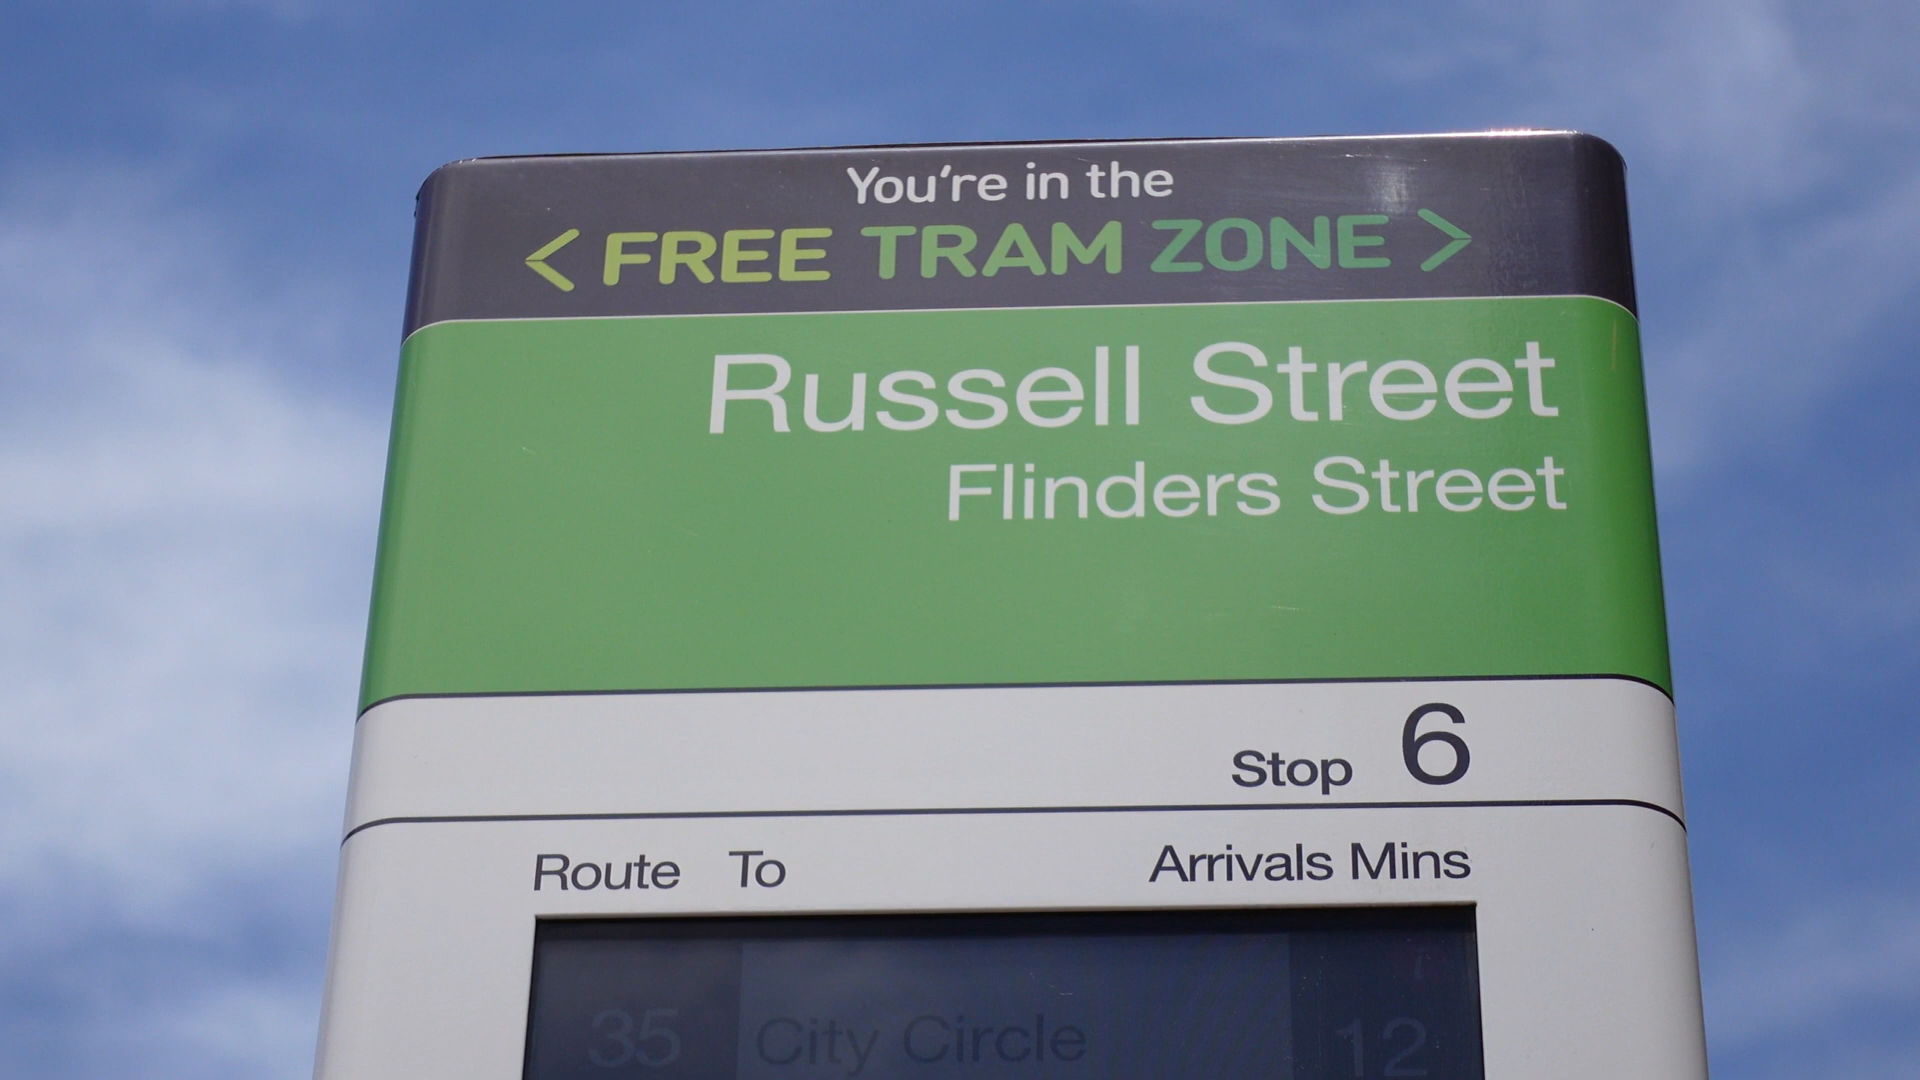 You're in the
< FREE TRAM ZONE >
Russell Street
Flinders Street
Stop 6
Route To Arrivals Mins
35 City Circle 12